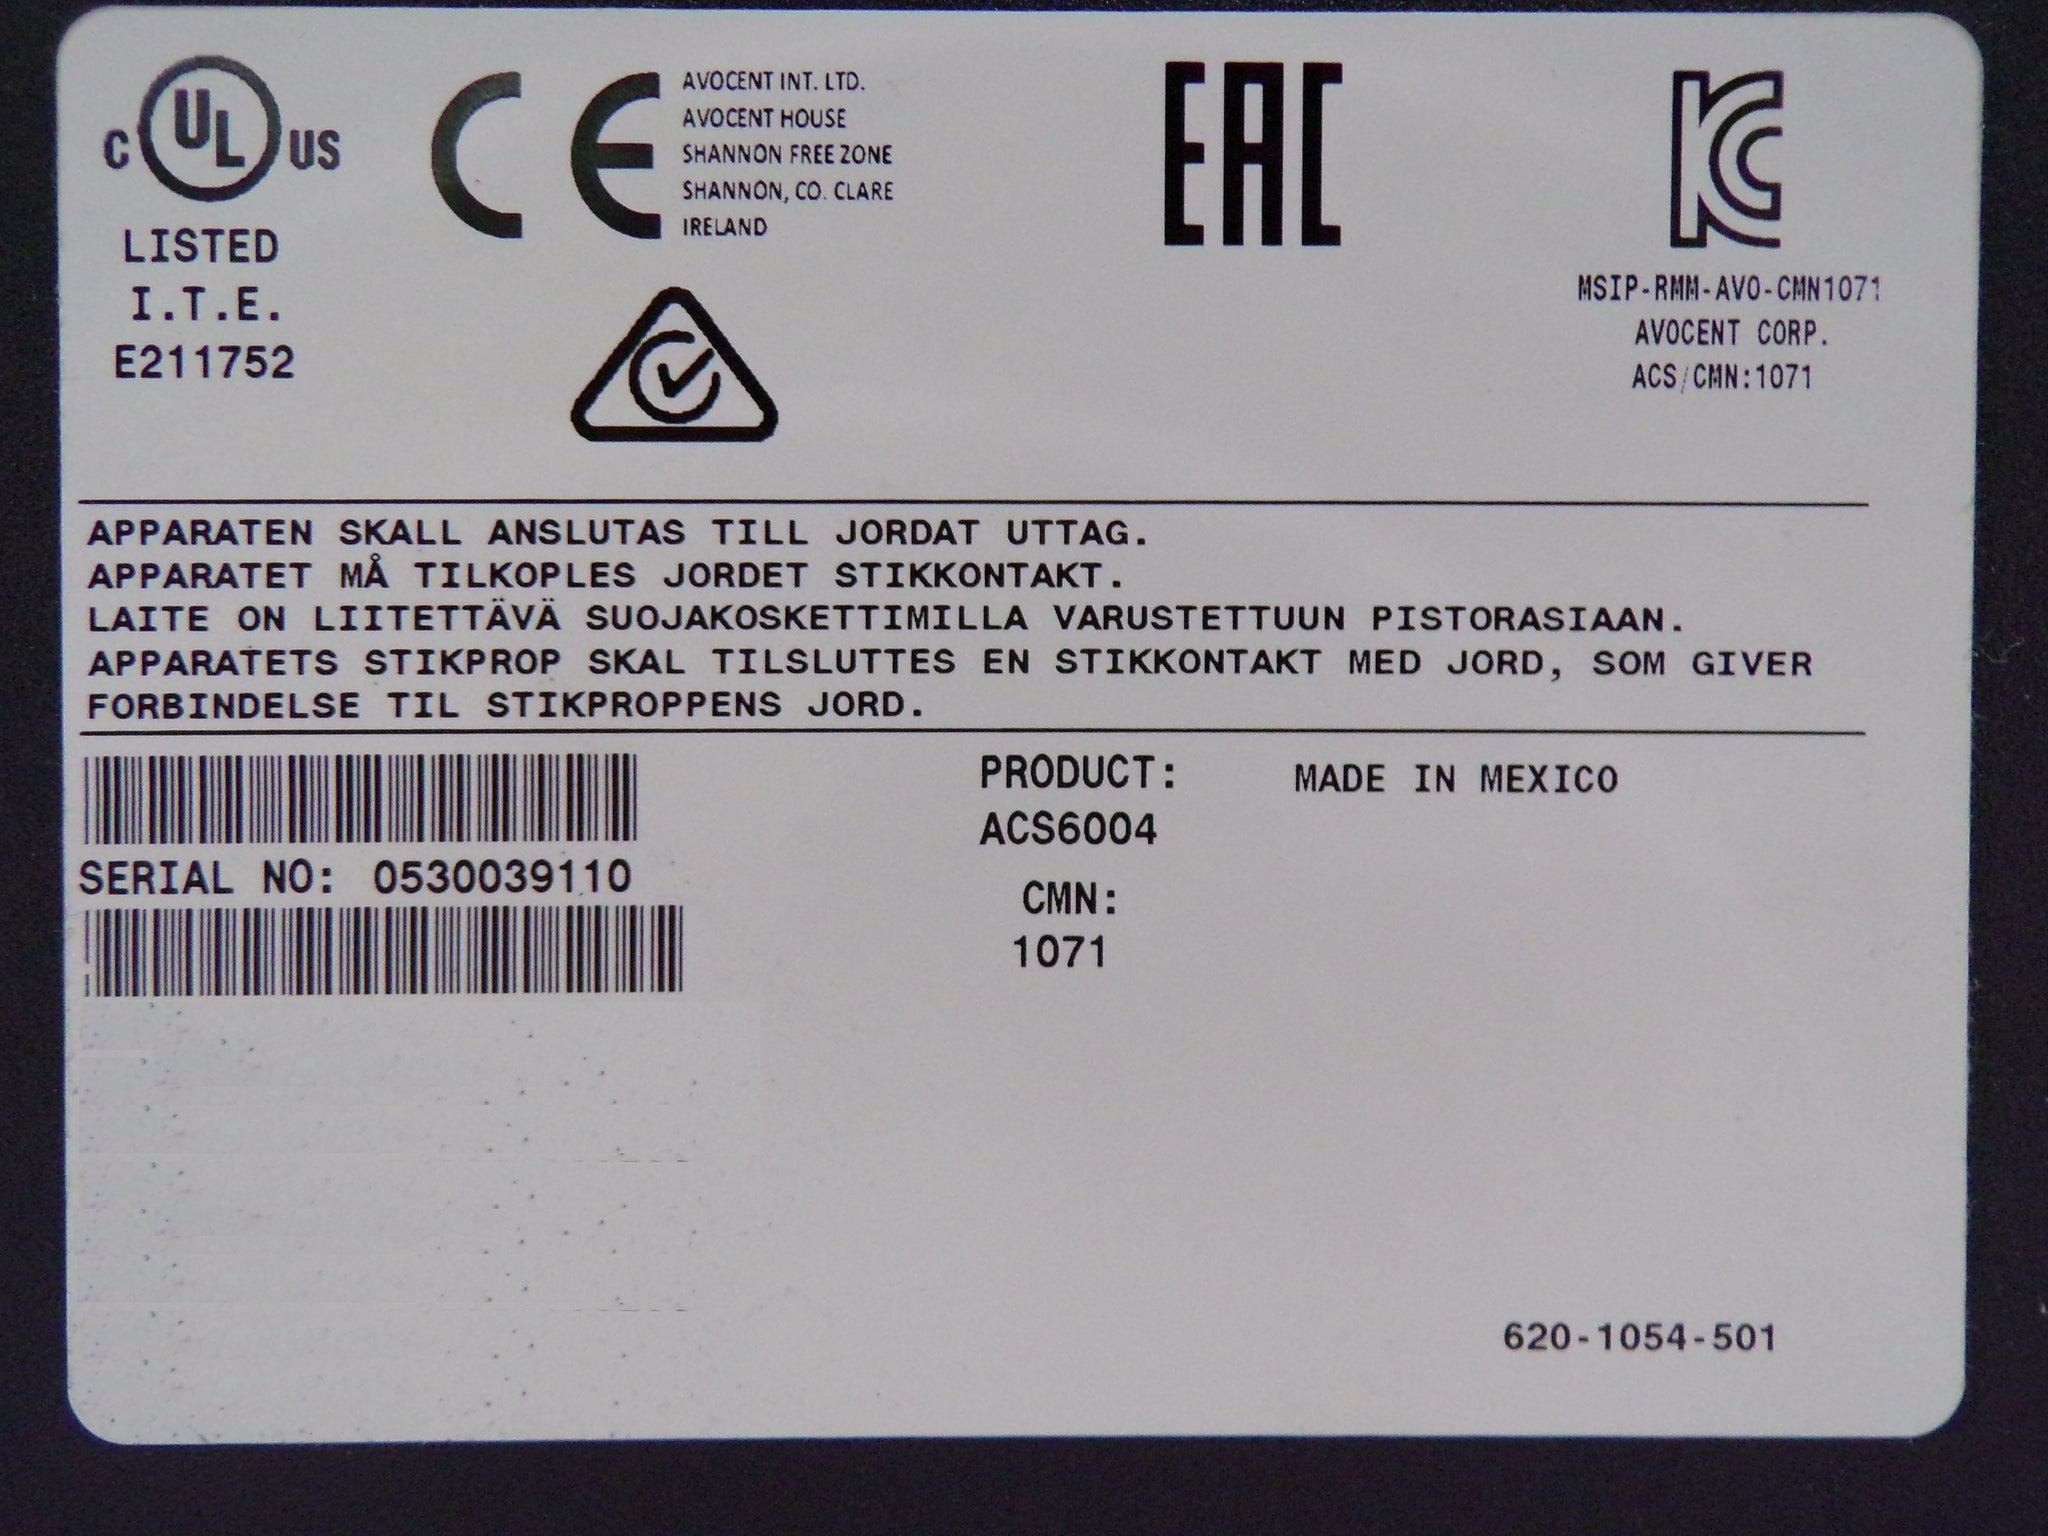 C UL US
LISTED
I.T.E.
E211752
CE
AVOCENT INT. LTD.
AVOCENT HOUSE
SHANNON FREE ZONE
SHANNON, CO. CLARE
IRELAND
EAC
KC
MSIP-RMM-AVO-CMN1071
AVOCENT CORP.
ACS/CMN:1071
APPARATEN SKALL ANSLUTAS TILL JORDAT UTTAG.
APPARATET MÅ TILKOPLES JORDET STIKKONTAKT.
LAITE ON LIITETTÄVÄ SUOJAKOSKETTIMILLA VARUSTETTUUN PISTORASIAAN.
APPARATETS STIKPROP SKAL TILSLUTTES EN STIKKONTAKT MED JORD, SOM GIVER
FORBINDELSE TIL STIKPROPPENS JORD.
SERIAL NO: 0530039110
PRODUCT:
ACS6004
CMN:
1071
MADE IN MEXICO
620-1054-501